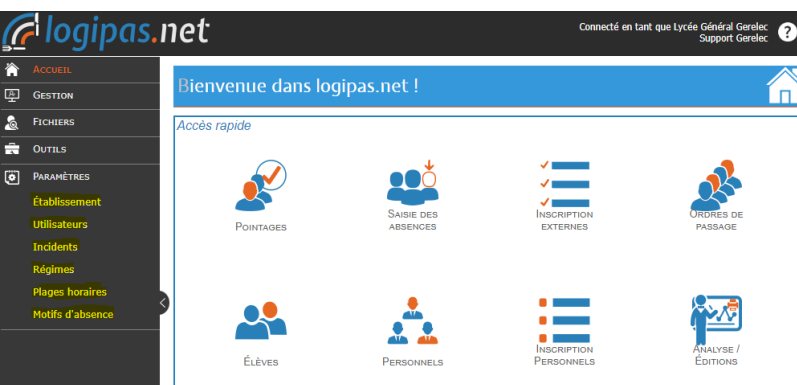 logipas.net
Connecté en tant que Lycée Général Gerelec
Support Gerelec
?
Accueil
Gestion
Fichiers
Outils
Paramètres
Établissement
Utilisateurs
Incidents
Régimes
Plages horaires
Motifs d'absence
Bienvenue dans logipas.net !
Accès rapide
Pointages
Saisie des
absences
Inscription
externes
Ordres de
passage
Élèves
Personnels
Inscription
Personnels
Analyse /
Éditions